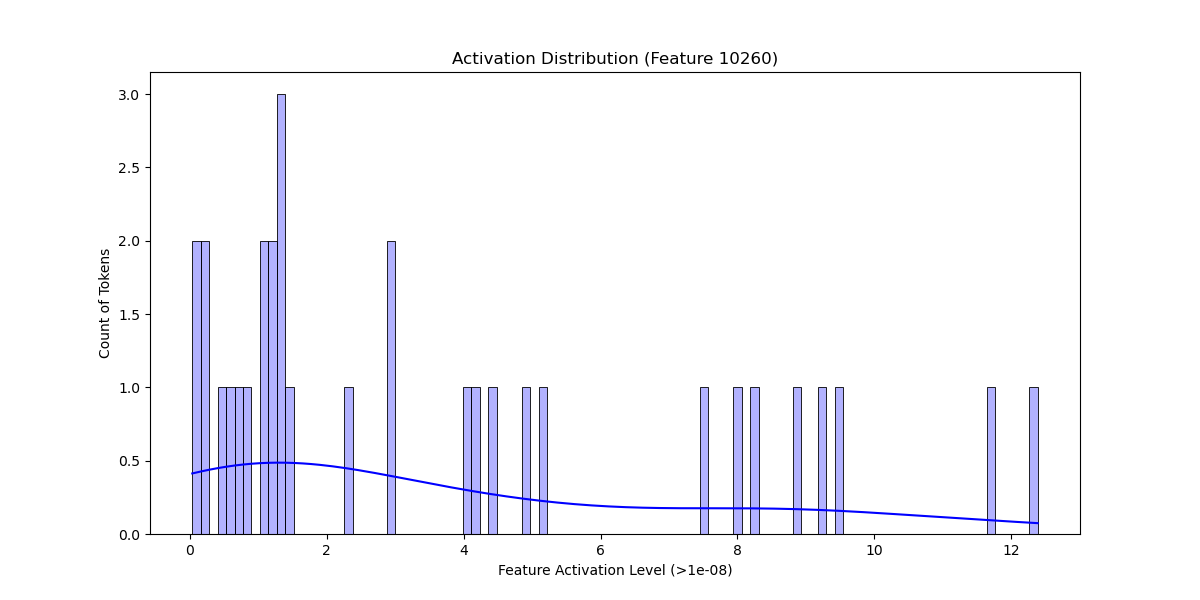 Activation Distribution (Feature 10260)
3.0
2.5
2.0
1.5
1.0
0.5
0.0
Count of Tokens
0 2 4 6 8 10 12
Feature Activation Level (>1e-08)